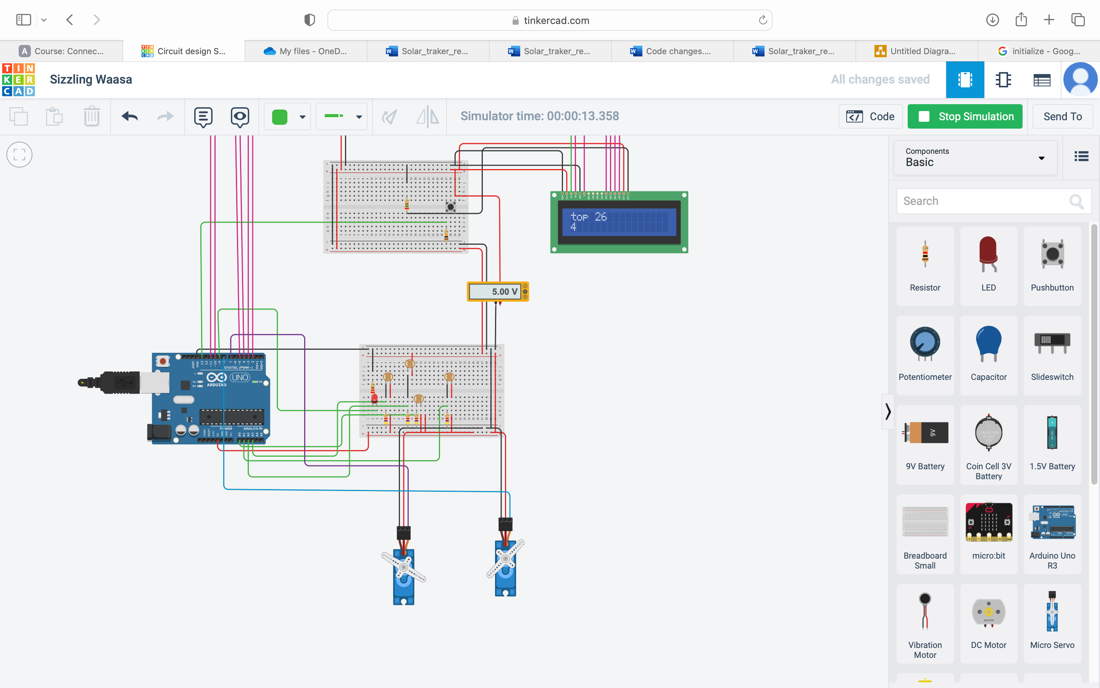 tinkercad.com
A Course: Connec...
Circuit design S...
My files - OneD...
Solar_traker_re...
Solar_traker_re...
Code changes....
Solar_traker_re...
Untitled Diagra...
initialize - Goog...
TIN
KER
CAD
Sizzling Waasa
All changes saved
Simulator time: 00:00:13.358
Code
Stop Simulation
Send To
Components
Basic
Search
top 26
4
5.00 V
ARDUINO
UNO
Resistor
LED
Pushbutton
Potentiometer
Capacitor
Slideswitch
9V
9V Battery
Coin Cell 3V
Battery
1.5V Battery
Breadboard
Small
micro:bit
Arduino Uno
R3
Vibration
Motor
DC Motor
Micro Servo